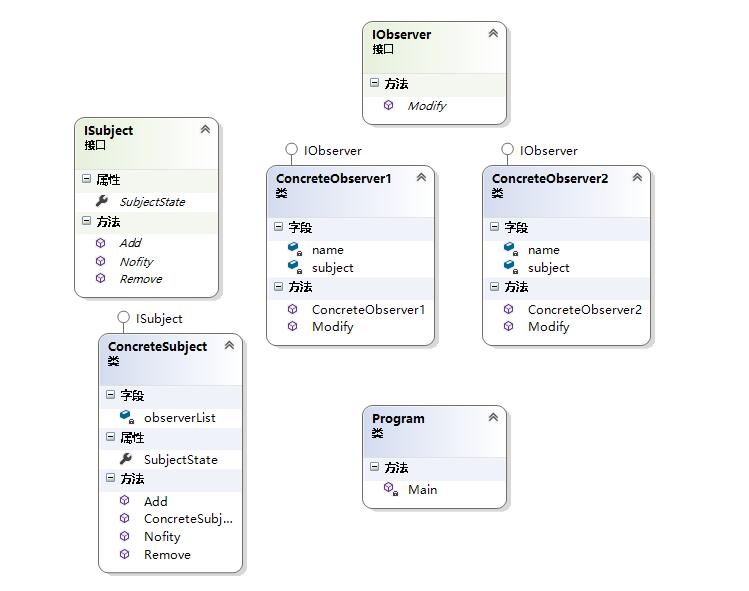 IObserver
接口
方法
Modify
ISubject
接口
属性
SubjectState
方法
Add
Nofity
Remove
IObserver
ConcreteObserver1
类
字段
name
subject
方法
ConcreteObserver1
Modify
IObserver
ConcreteObserver2
类
字段
name
subject
方法
ConcreteObserver2
Modify
ISubject
ConcreteSubject
类
字段
observerList
属性
SubjectState
方法
Add
ConcreteSubj...
Nofity
Remove
Program
类
方法
Main